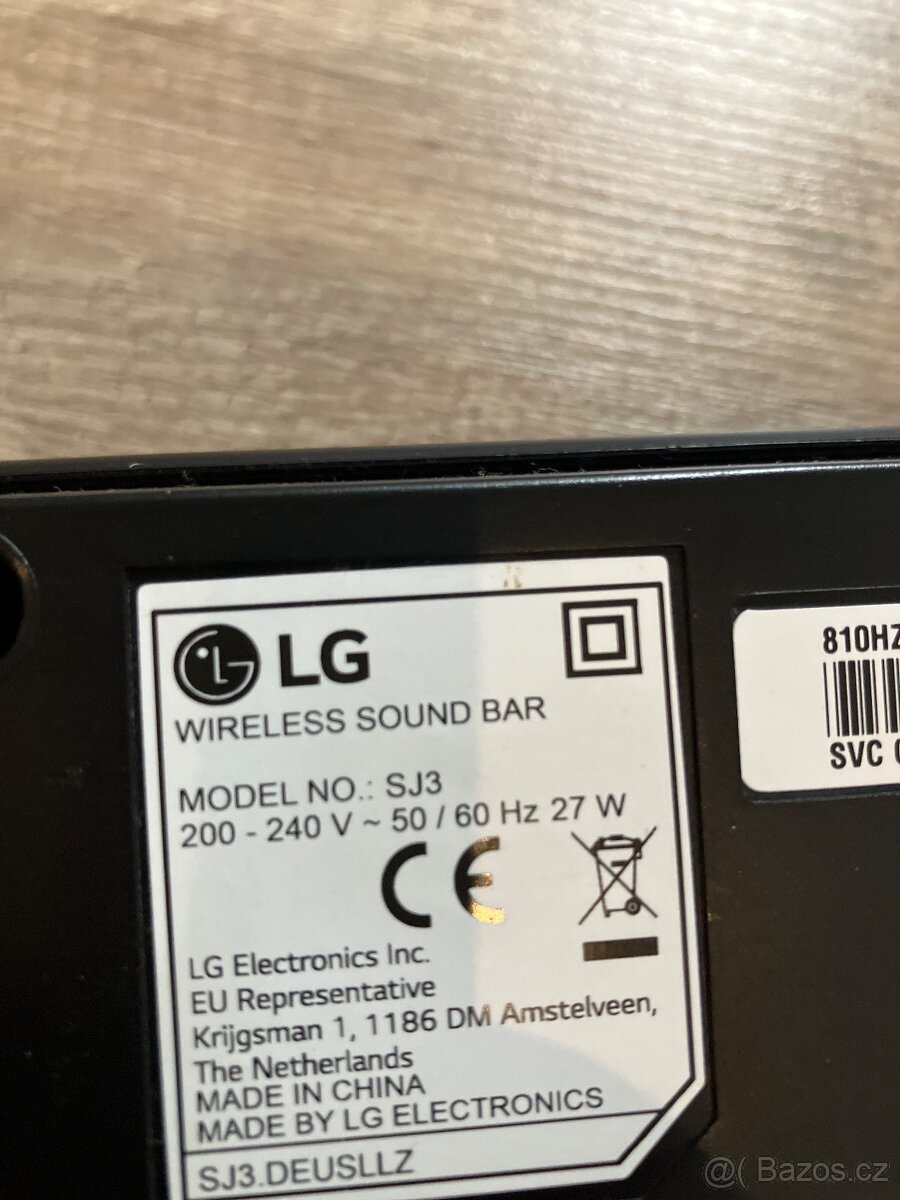 LG
WIRELESS SOUND BAR
MODEL NO.: SJ3
200 - 240 V ~ 50 / 60 Hz 27 W
CE
LG Electronics Inc.
EU Representative
Krijgsman 1, 1186 DM Amstelveen,
The Netherlands
MADE IN CHINA
MADE BY LG ELECTRONICS
SJ3.DEUSLLZ
810HZ
SVC
@( Bazos.cz